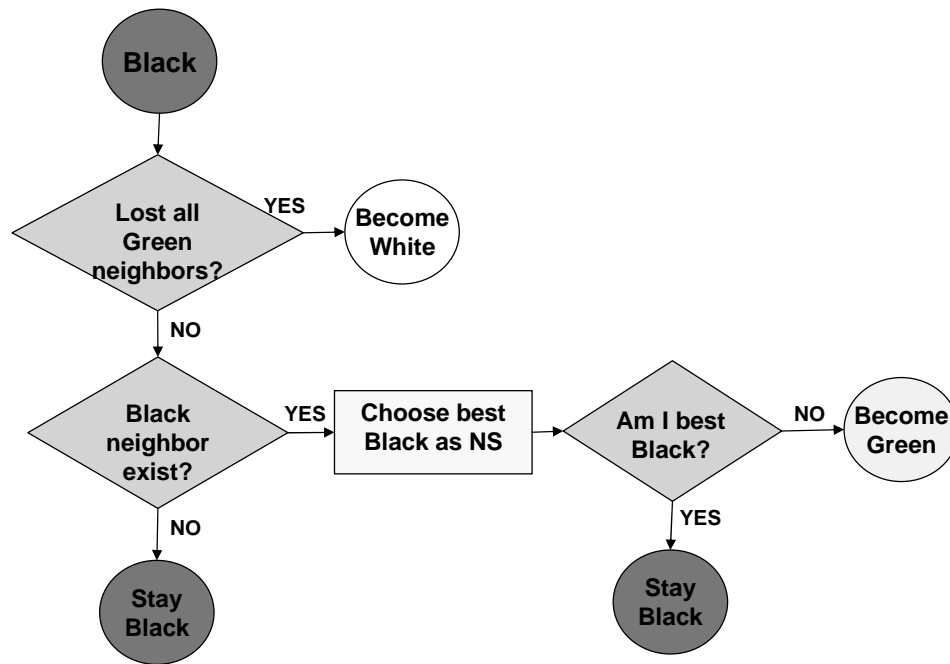 Black
Lost all
Green
neighbors?
YES
Become
White
NO
Black
neighbor
exist?
YES
Choose best
Black as NS
Am I best
Black?
NO
Become
Green
NO
YES
Stay
Black
Stay
Black